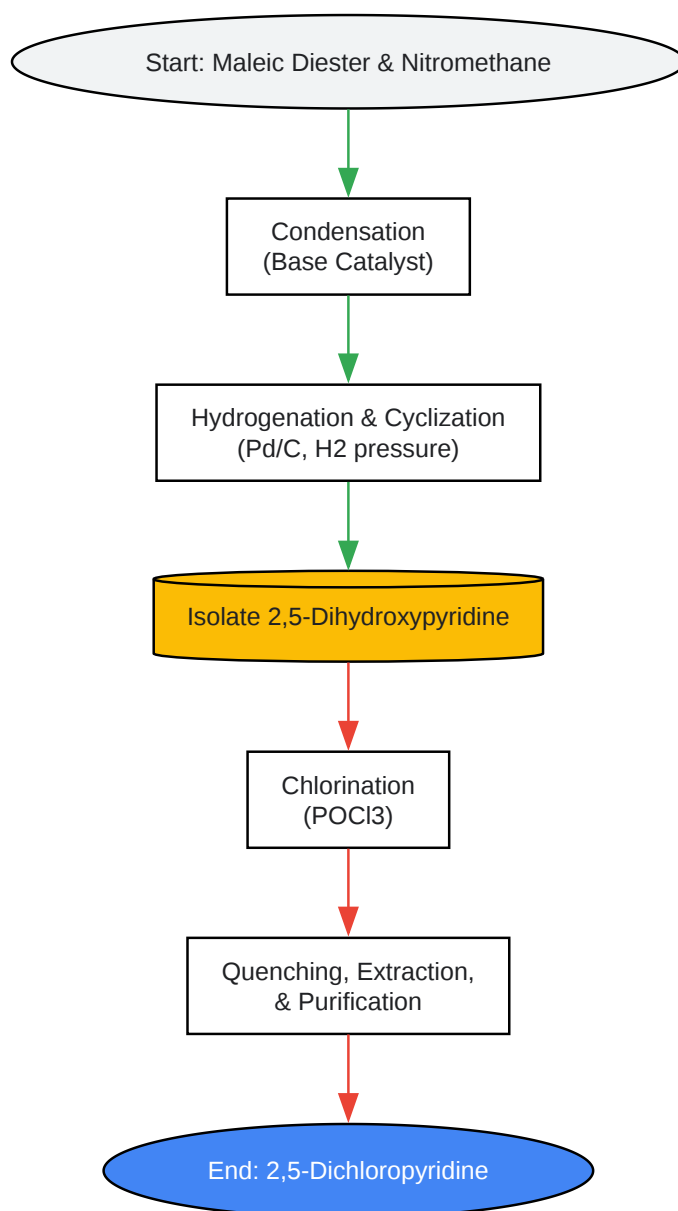 Start: Maleic Diester & Nitromethane
Condensation
(Base Catalyst)
Hydrogenation & Cyclization
(Pd/C, H2 pressure)
Isolate 2,5-Dihydroxypyridine
Chlorination
(POCl3)
Quenching, Extraction,
& Purification
End: 2,5-Dichloropyridine